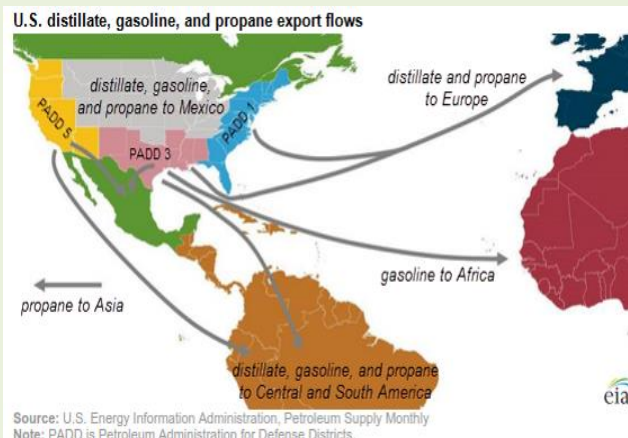 U.S. distillate, gasoline, and propane export flows
distillate, gasoline,
and propane to Mexico
distillate and propane
to Europe
PADD 5
PADD 3
PADD 1
gasoline to Africa
propane to Asia
distillate, gasoline, and propane
to Central and South America
eia
Source: U.S. Energy Information Administration, Petroleum Supply Monthly
Note: PADD is Petroleum Administration for Defense Districts